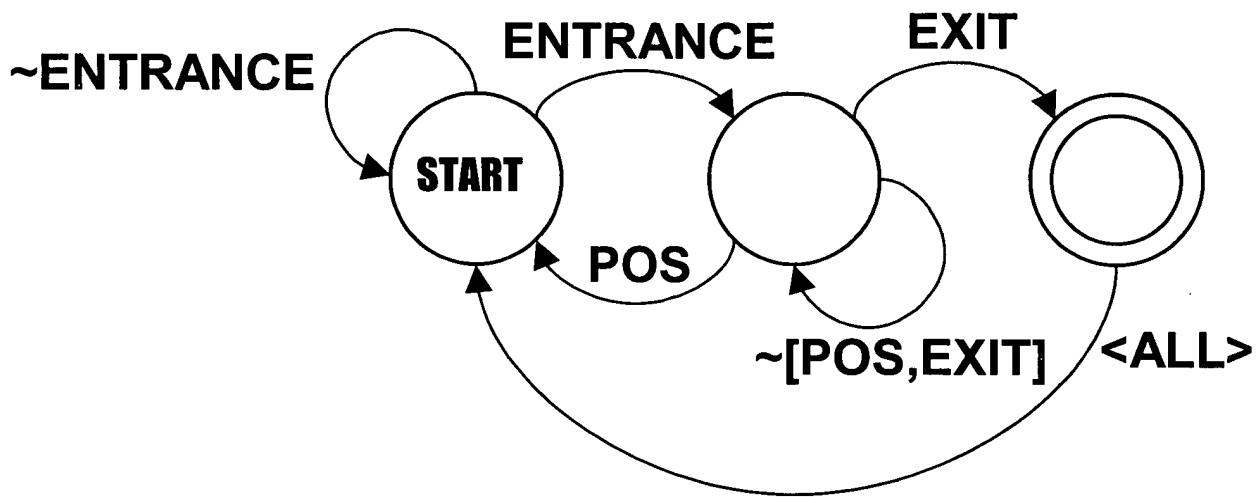 EXIT
ENTRANCE
~ENTRANCE
START
POS
~[POS,EXIT]
<ALL>